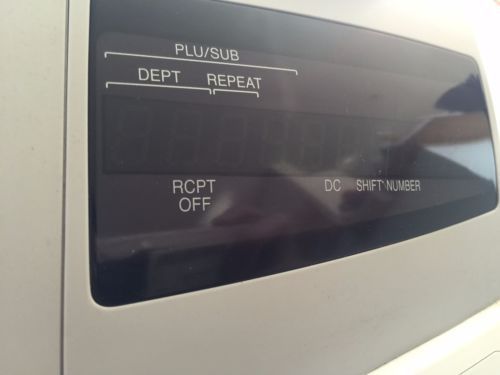 PLU/SUB
DEPT REPEAT
RCPT DC SHIFT NUMBER
OFF